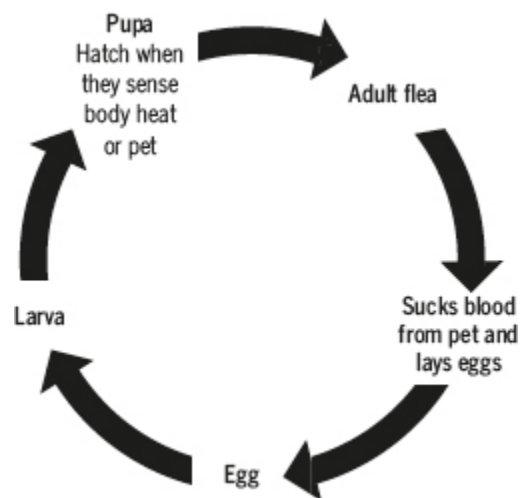 Pupa
Hatch when
they sense
body heat
or pet
Adult flea
Sucks blood
from pet and
lays eggs
Egg
Larva